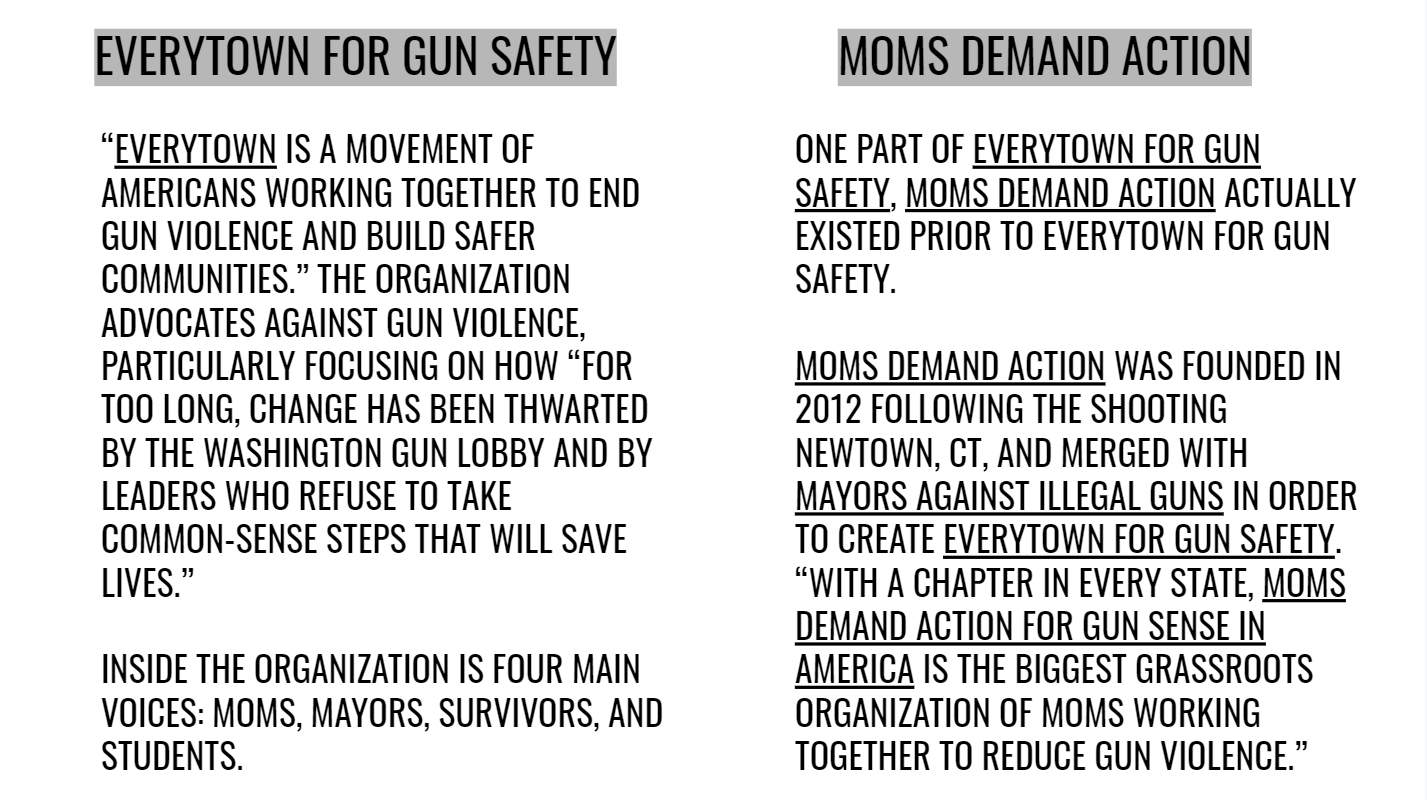 EVERYTOWN FOR GUN SAFETY
“EVERYTOWN IS A MOVEMENT OF
AMERICANS WORKING TOGETHER TO END
GUN VIOLENCE AND BUILD SAFER
COMMUNITIES.” THE ORGANIZATION
ADVOCATES AGAINST GUN VIOLENCE,
PARTICULARLY FOCUSING ON HOW “FOR
TOO LONG, CHANGE HAS BEEN THWARTED
BY THE WASHINGTON GUN LOBBY AND BY
LEADERS WHO REFUSE TO TAKE
COMMON-SENSE STEPS THAT WILL SAVE
LIVES.”
INSIDE THE ORGANIZATION IS FOUR MAIN
VOICES: MOMS, MAYORS, SURVIVORS, AND
STUDENTS.
MOMS DEMAND ACTION
ONE PART OF EVERYTOWN FOR GUN
SAFETY, MOMS DEMAND ACTION ACTUALLY
EXISTED PRIOR TO EVERYTOWN FOR GUN
SAFETY.
MOMS DEMAND ACTION WAS FOUNDED IN
2012 FOLLOWING THE SHOOTING
NEWTOWN, CT, AND MERGED WITH
MAYORS AGAINST ILLEGAL GUNS IN ORDER
TO CREATE EVERYTOWN FOR GUN SAFETY.
“WITH A CHAPTER IN EVERY STATE, MOMS
DEMAND ACTION FOR GUN SENSE IN
AMERICA IS THE BIGGEST GRASSROOTS
ORGANIZATION OF MOMS WORKING
TOGETHER TO REDUCE GUN VIOLENCE.”